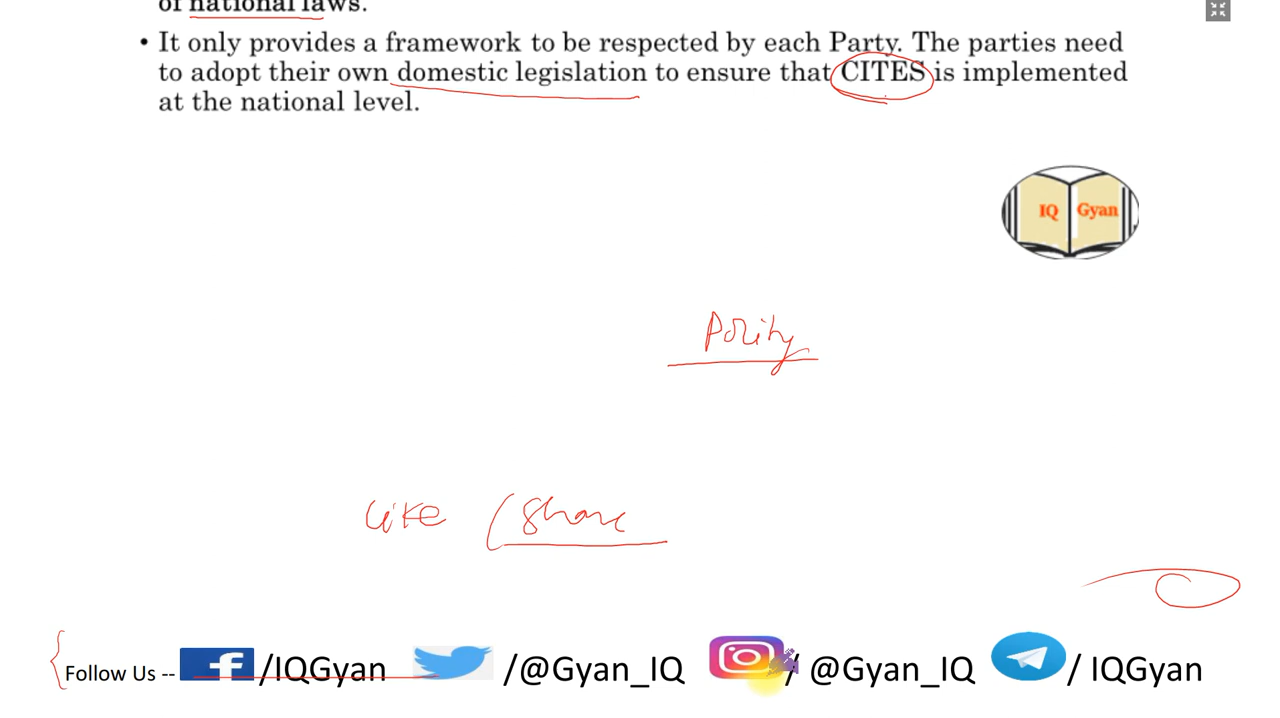 of national laws.
• It only provides a framework to be respected by each Party. The parties need
to adopt their own domestic legislation to ensure that CITES is implemented
at the national level.
IQ Gyan
Polity
Like / Share
Follow Us -- f /IQGyan /@Gyan_IQ / @Gyan_IQ / IQGyan